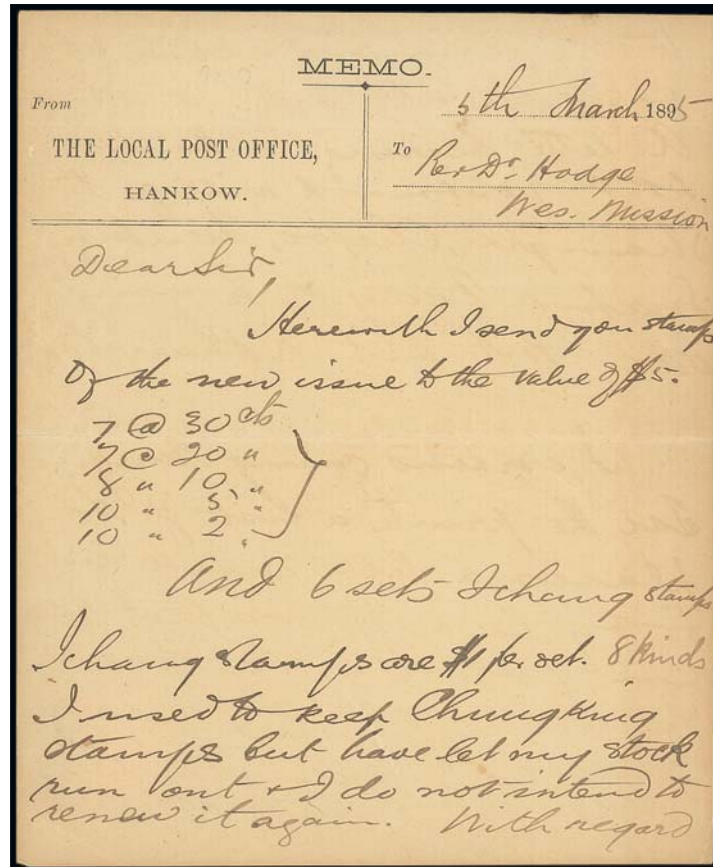 MEMO.
From
THE LOCAL POST OFFICE,
HANKOW.
5th March 1895
To
Rev Dr. Hodge
Wes. Mission
Dear Sir,
Herewith I send you stamps
of the new issue to the value of $5.
7 @ 30 cts
7 @ 20 "
8 " 10 "
10 " 5 "
10 " 2 "
And 6 sets Ichang stamps
Ichang stamps are $1 per set. 8 kinds
I used to keep Chungking
stamps but have let my stock
run out & I do not intend to
renew it again. With regard